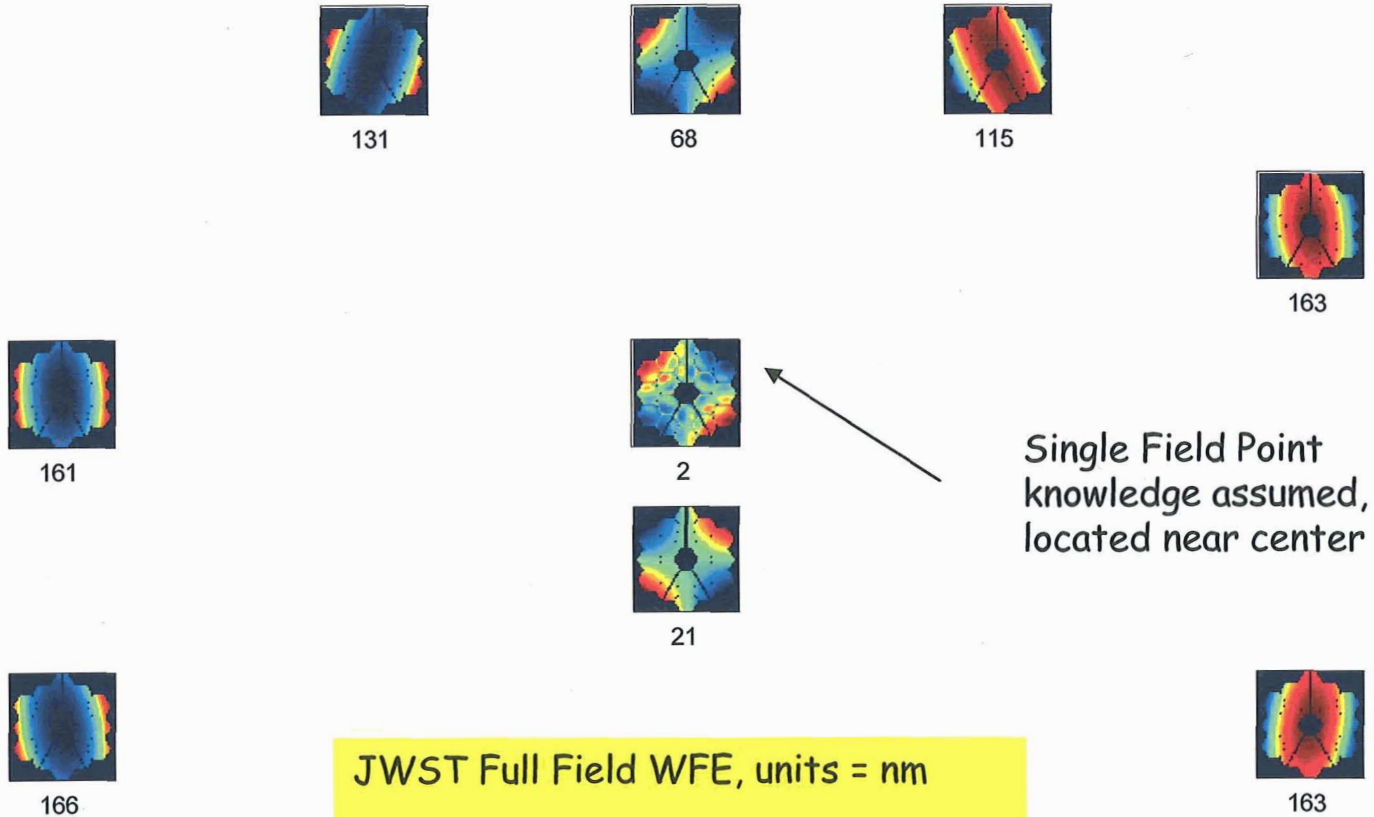 131
68
115
163
161
2
Single Field Point
knowledge assumed,
located near center
21
166
163
JWST Full Field WFE, units = nm